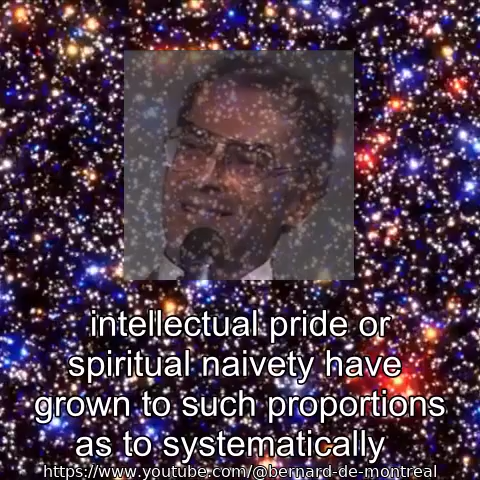 intellectual pride or
spiritual naivety have
grown to such proportions
as to systematically
https://www.youtube.com/@bernard-de-montreal